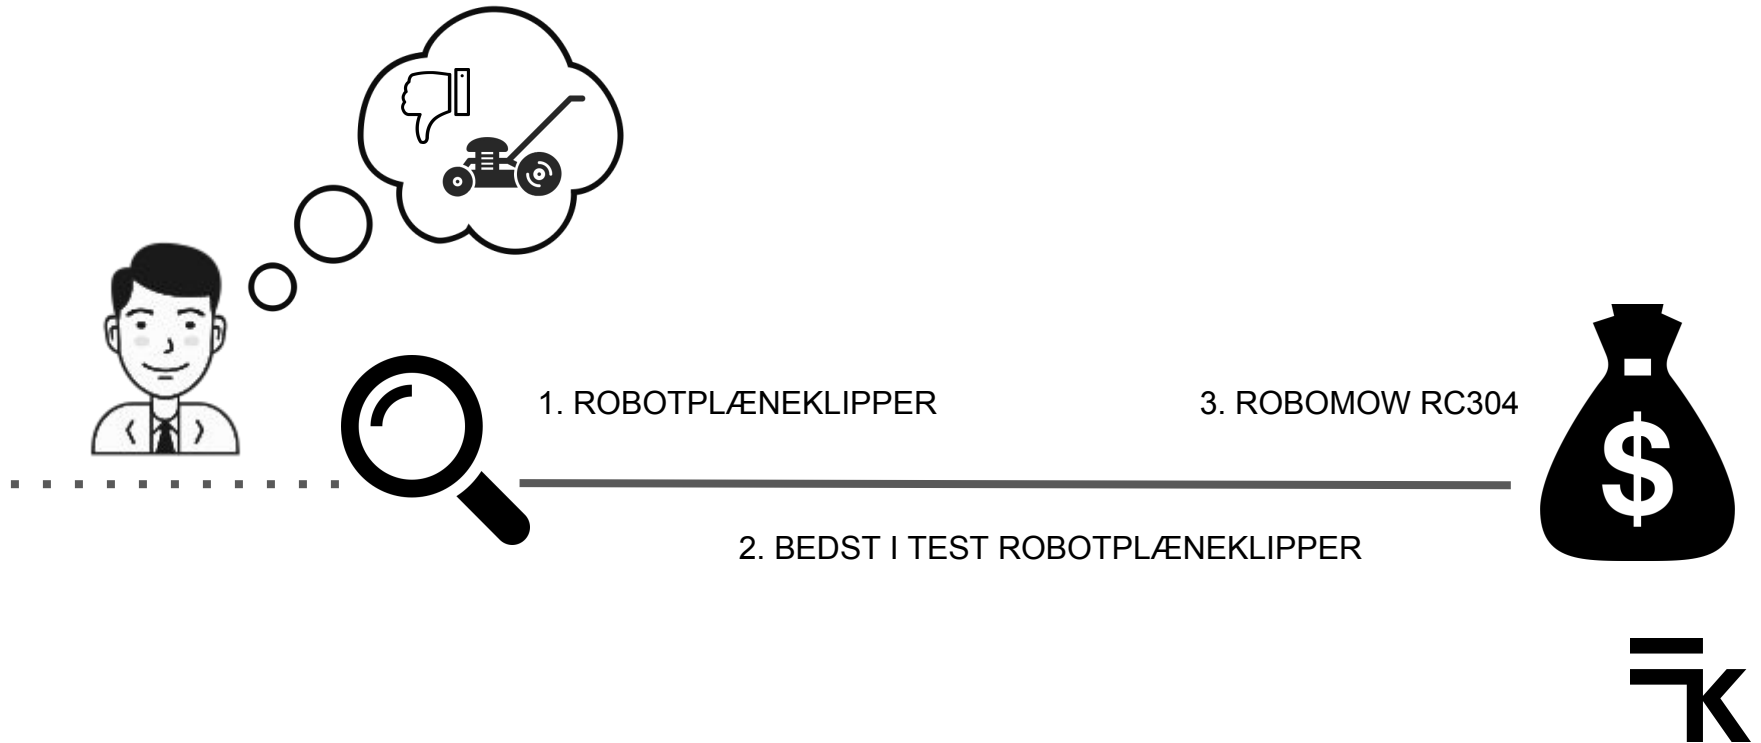 1. ROBOTPLÆNEKLIPPER
3. ROBOMOW RC304
$
2. BEDST I TEST ROBOTPLÆNEKLIPPER
K